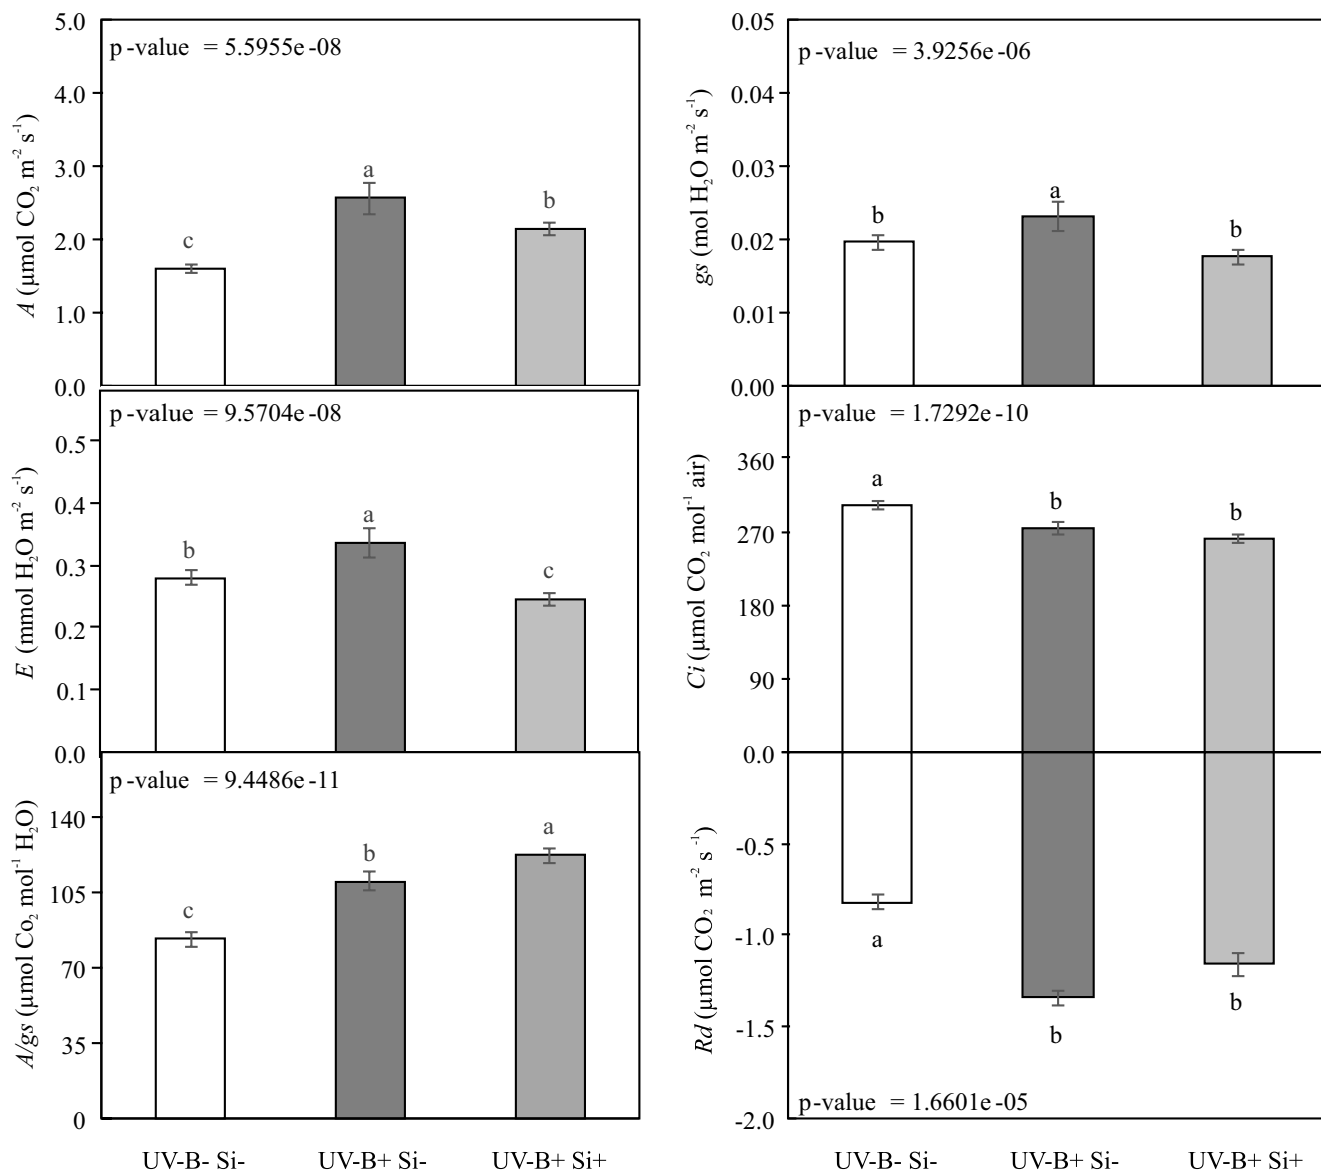 5.0
p-value = 5.5955e-08
4.0
3.0
2.0
1.0
0.0
A (µmol CO₂ m⁻² s⁻¹)
c
a
b
0.05
p-value = 3.9256e-06
0.04
0.03
0.02
0.01
0.00
gs (mol H₂O m⁻² s⁻¹)
b
a
b
p-value = 9.5704e-08
0.5
0.4
0.3
0.2
0.1
0.0
E (mmol H₂O m⁻² s⁻¹)
b
a
c
p-value = 1.7292e-10
360
270
180
90
0.0
Ci (µmol CO₂ mol⁻¹ air)
a
b
b
p-value = 9.4486e-11
140
105
70
35
0
A/gs (µmol Co₂ mol⁻¹ H₂O)
c
b
a
-0.5
-1.0
-1.5
-2.0
Rd (µmol CO₂ m⁻² s⁻¹)
a
b
b
p-value = 1.6601e-05
UV-B- Si-
UV-B+ Si-
UV-B+ Si+
UV-B- Si-
UV-B+ Si-
UV-B+ Si+